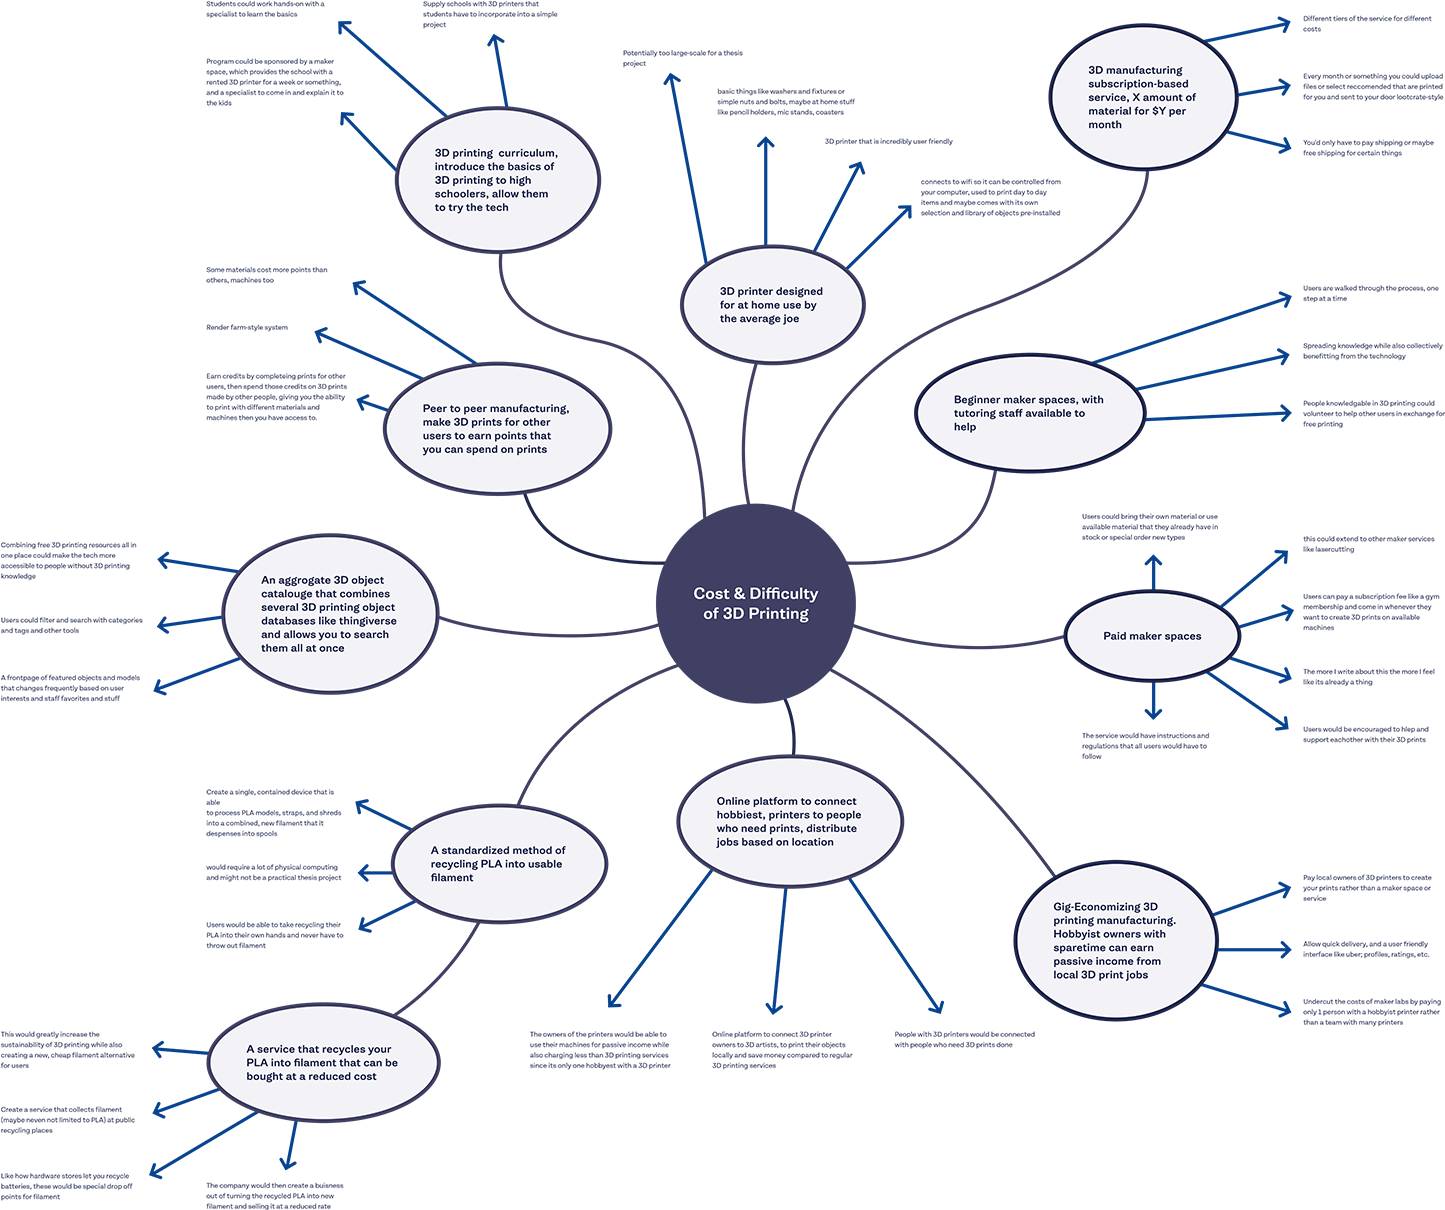 Students could work hands-on with a
specialist to learn the basics
Supply schools with 3D printers that
students have to incorporate into a simple
project
Program could be sponsored by a maker
space, which provides the school with a
rented 3D printer for a week or something,
and a specialist to come in and explain it to
the kids
3D printing curriculum,
introduce the basics of
3D printing to high
schoolers, allow them
to try the tech
Potentially too large-scale for a thesis
project
basic things like washers and fixtures or
simple nuts and bolts, maybe at home stuff
like pencil holders, mic stands, coasters
3D printer that is incredibly user friendly
connects to wifi so it can be controlled from
your computer, used to print day to day
items and maybe comes with its own
selection and library of objects pre-installed
3D printer designed
for at home use by
the average joe
3D manufacturing
subscription-based
service, X amount of
material for $Y per
month
Different tiers of the service for different
costs
Every month or something you could upload
files or select reccomended that are printed
for you and sent to your door lootcrate-style
You'd only have to pay shipping or maybe
free shipping for certain things
Some materials cost more points than
others, machines too
Render farm-style system
Earn credits by completeing prints for other
users, then spend those credits on 3D prints
made by other people, giving you the ability
to print with different materials and
machines then you have access to.
Peer to peer manufacturing,
make 3D prints for other
users to earn points that
you can spend on prints
Beginner maker spaces, with
tutoring staff available to
help
Users are walked through the process, one
step at a time
Spreading knowledge while also collectively
benefitting from the technology
People knowledgable in 3D printing could
volunteer to help other users in exchange for
free printing
Combining free 3D printing resources all in
one place could make the tech more
accessible to people without 3D printing
knowledge
Users could filter and search with categories
and tags and other tools
A frontpage of featured objects and models
that changes frequently based on user
interests and staff favorites and stuff
An aggregate 3D object
catalouge that combines
several 3D printing object
databases like thingiverse
and allows you to search
them all at once
Cost & Difficulty
of 3D Printing
Users could bring their own material or use
available material that they already have in
stock or special order new types
this could extend to other maker services
like lasercutting
Users can pay a subscription fee like a gym
membership and come in whenever they
want to create 3D prints on available
machines
Paid maker spaces
The more I write about this the more I feel
like its already a thing
Users would be encouraged to hlep and
support eachother with their 3D prints
The service would have instructions and
regulations that all users would have to
follow
Create a single, contained device that is
able
to process PLA models, straps, and shreds
into a combined, new filament that it
despenses into spools
would require a lot of physical computing
and might not be a practical thesis project
Users would be able to take recycling their
PLA into their own hands and never have to
throw out filament
A standardized method of
recycling PLA into usable
filament
Online platform to connect
hobbiest, printers to people
who need prints, distribute
jobs based on location
The owners of the printers would be able to
use their machines for passive income while
also charging less than 3D printing services
since its only one hobbyest with a 3D printer
Online platform to connect 3D printer
owners to 3D artists, to print their objects
locally and save money compared to regular
3D printing services
People with 3D printers would be connected
with people who need 3D prints done
Gig-Economizing 3D
printing manufacturing.
Hobbyist owners with
sparetime can earn
passive income from
local 3D print jobs
Pay local owners of 3D printers to create
your prints rather than a maker space or
service
Allow quick delivery, and a user friendly
interface like uber; profiles, ratings, etc.
Undercut the costs of maker labs by paying
only 1 person with a hobbyist printer rather
than a team with many printers
This would greatly increase the
sustainability of 3D printing while also
creating a new, cheap filament alternative
for users
Create a service that collects filament
(maybe neven not limited to PLA) at public
recycling places
Like how hardware stores let you recycle
batteries, these would be special drop off
points for filament
A service that recycles your
PLA into filament that can be
bought at a reduced cost
The company would then create a buisness
out of turning the recycled PLA into new
filament and selling it at a reduced rate